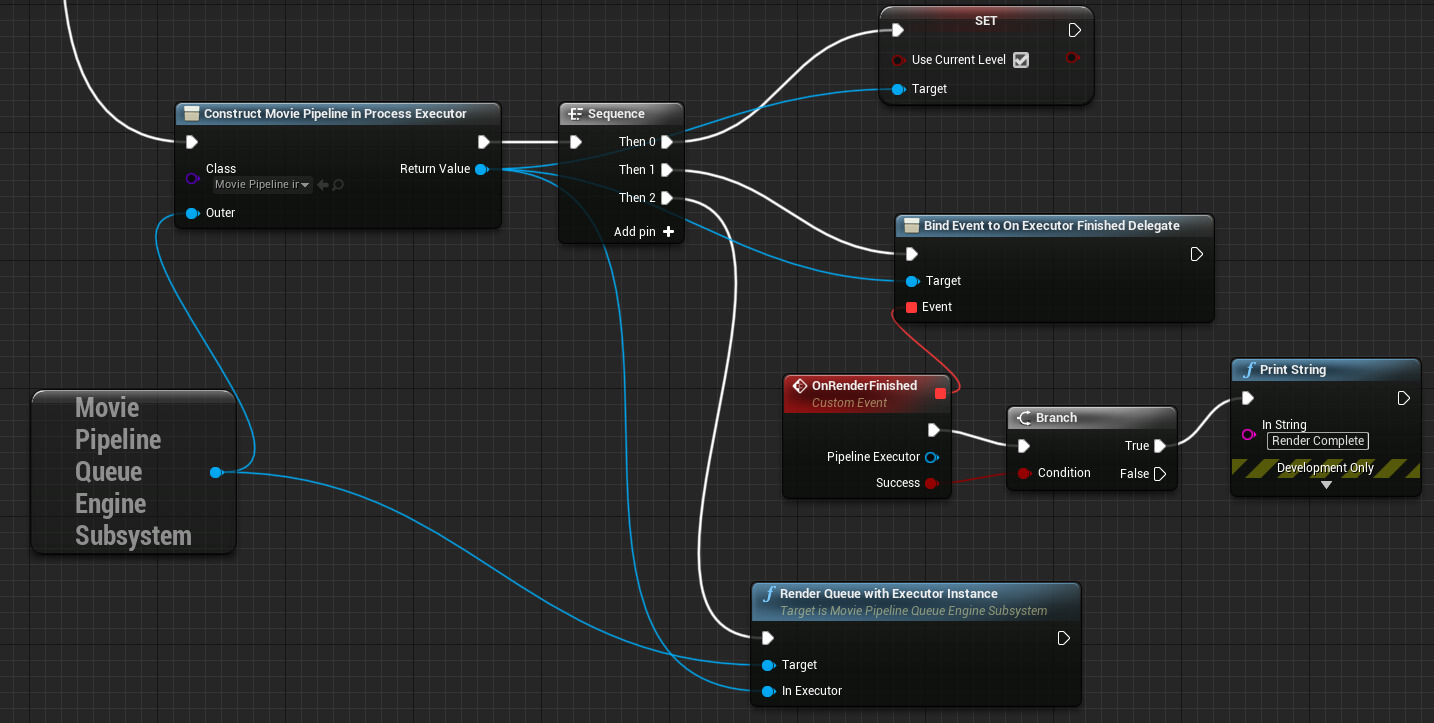 SET
Use Current Level
Target
Construct Movie Pipeline in Process Executor
Class
Movie Pipeline ir
Return Value
Outer
Sequence
Then 0
Then 1
Then 2
Add pin
Bind Event to On Executor Finished Delegate
Target
Event
Movie
Pipeline
Queue
Engine
Subsystem
OnRenderFinished
Custom Event
Pipeline Executor
Success
Branch
True
Condition
False
Print String
In String
Render Complete
Development Only
Render Queue with Executor Instance
Target is Movie Pipeline Queue Engine Subsystem
Target
In Executor